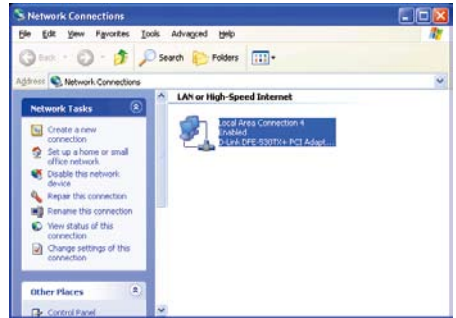 Network Connections
File Edit View Favorites Tools Advanced Help
Back Search Folders
Address Network Connections
Network Tasks
Create a new
connection
Set up a home or small
office network
Disable this network
device
Repair this connection
Rename this connection
View status of this
connection
Change settings of this
connection
Other Places
Control Panel
LAN or High-Speed Internet
Local Area Connection 4
Enabled
D-Link DFE-530TX+ PCI Adapt...